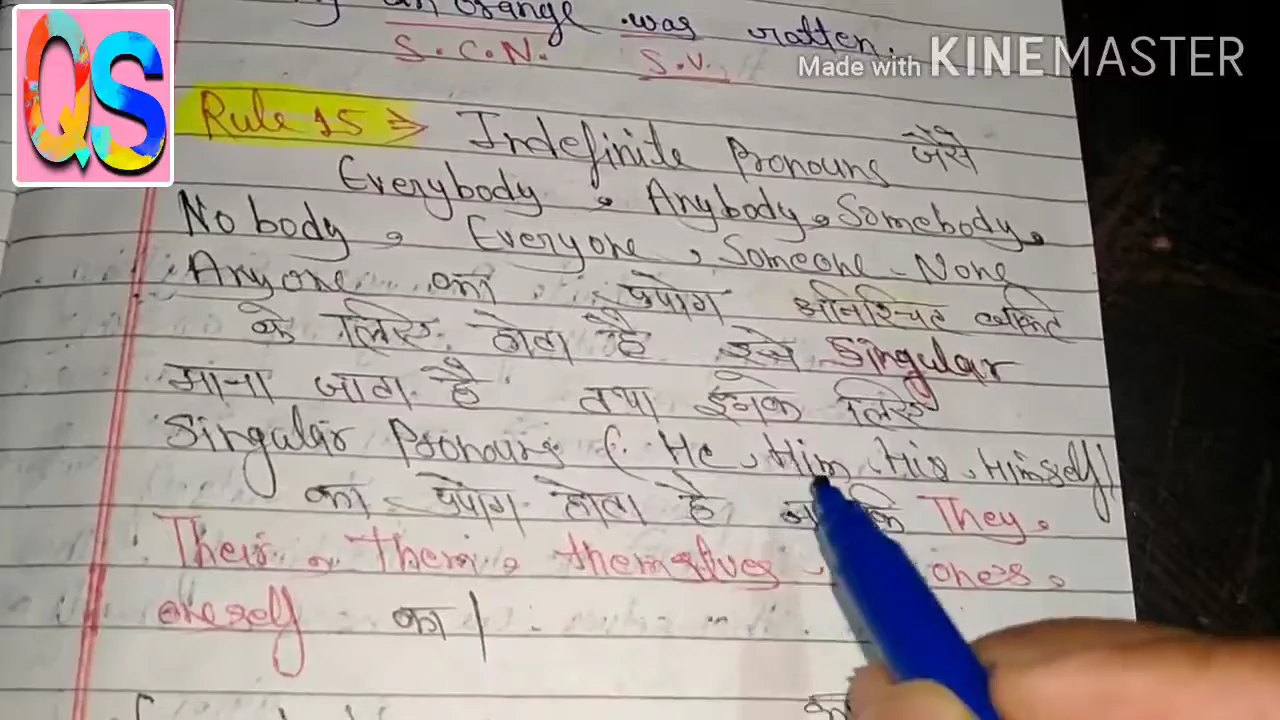 an orange was rotten.
S.C.N. S.V.
Made with KINEMASTER
QS
Rule 15 ⇒ Indefinite Pronouns जैसे
Everybody, Anybody, Somebody,
Nobody, Everyone, Someone, None
Anyone का प्रयोग अनिश्चित व्यक्ति
के लिए होता है इन्हे Singular
माना जाता है तथा इनके लिए
Singular Pronouns (He, Him, His, Himself)
का प्रयोग होता है They,
Their, Them, themselves, one's,
oneself का |